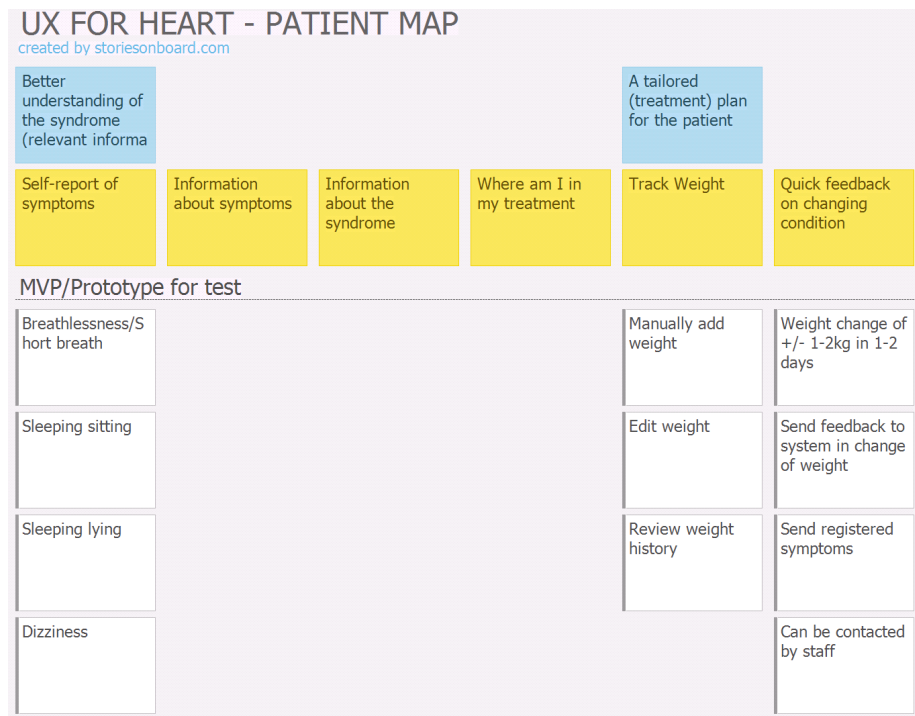 UX FOR HEART - PATIENT MAP
created by storiesonboard.com
Better
understanding of
the syndrome
(relevant informa
A tailored
(treatment) plan
for the patient
Self-report of
symptoms
Information
about symptoms
Information
about the
syndrome
Where am I in
my treatment
Track Weight
Quick feedback
on changing
condition
MVP/Prototype for test
Breathlessness/S
hort breath
Manually add
weight
Weight change of
+/- 1-2kg in 1-2
days
Sleeping sitting
Edit weight
Send feedback to
system in change
of weight
Sleeping lying
Review weight
history
Send registered
symptoms
Dizziness
Can be contacted
by staff